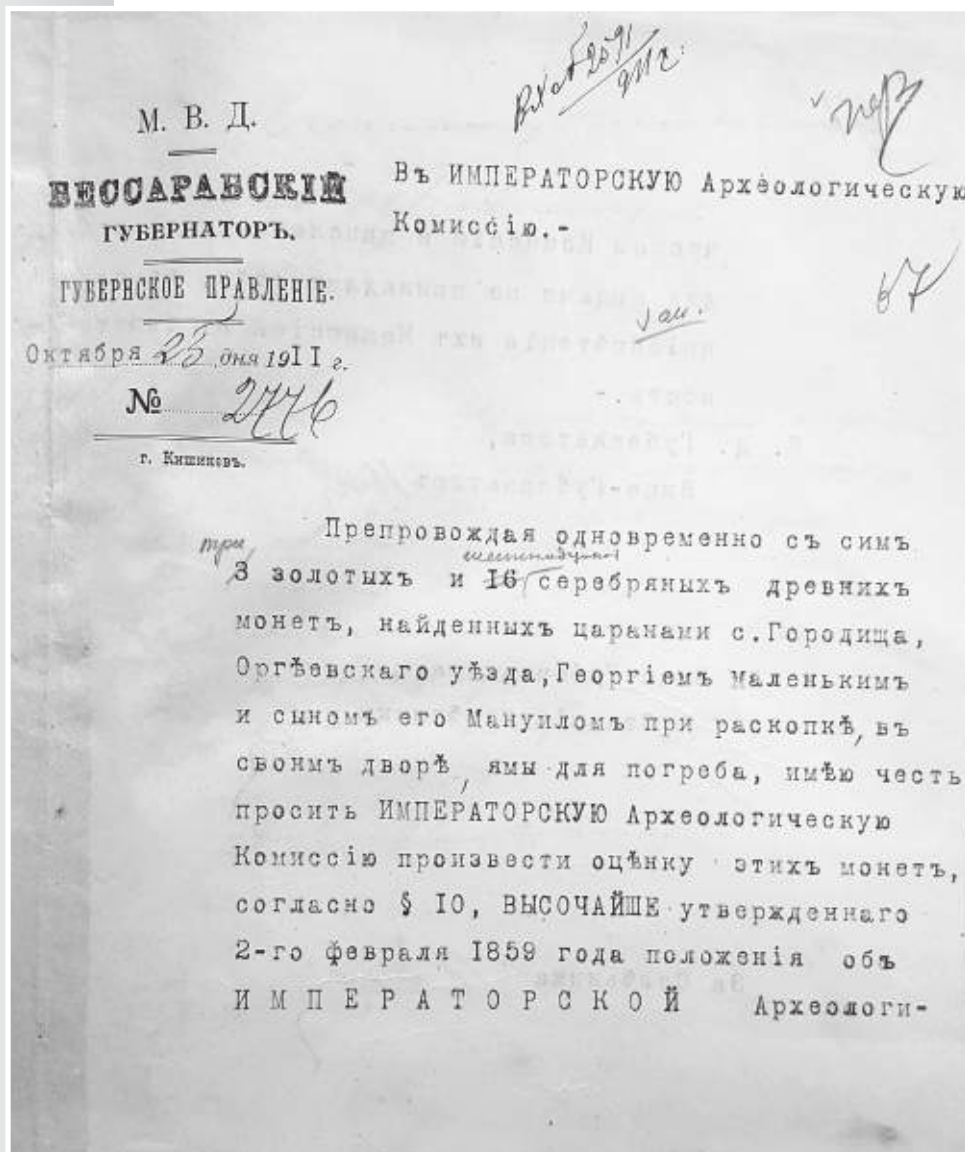 М. В. Д.
БЕССАРАБСКІЙ
ГУБЕРНАТОРЪ.
ГУБЕРНСКОЕ ПРАВЛЕНІЕ.
Октября 25 дня 1911 г.
№ 2776
г. Кишиневъ.
Въ ИМПЕРАТОРСКУЮ Археологическую
Комиссію.-
67
Препровождая одновременно съ симъ
три
шестнадцать
3 золотыхъ и 16 серебряныхъ древнихъ
монетъ, найденныхъ царанами с.Городища,
Оргѣевскаго уѣзда,Георгіемъ Маленькимъ
и сыномъ его Мануиломъ при раскопкѣ, въ
своимъ дворѣ, ямы для погреба, имѣю честь
просить ИМПЕРАТОРСКУЮ Археологическую
Комиссію произвести оцѣнку этихъ монетъ,
согласно § IO, ВЫСОЧАЙШЕ утвержденнаго
2-го февраля 1859 года положенія объ
ИМПЕРАТОРСКОЙ Археологи-